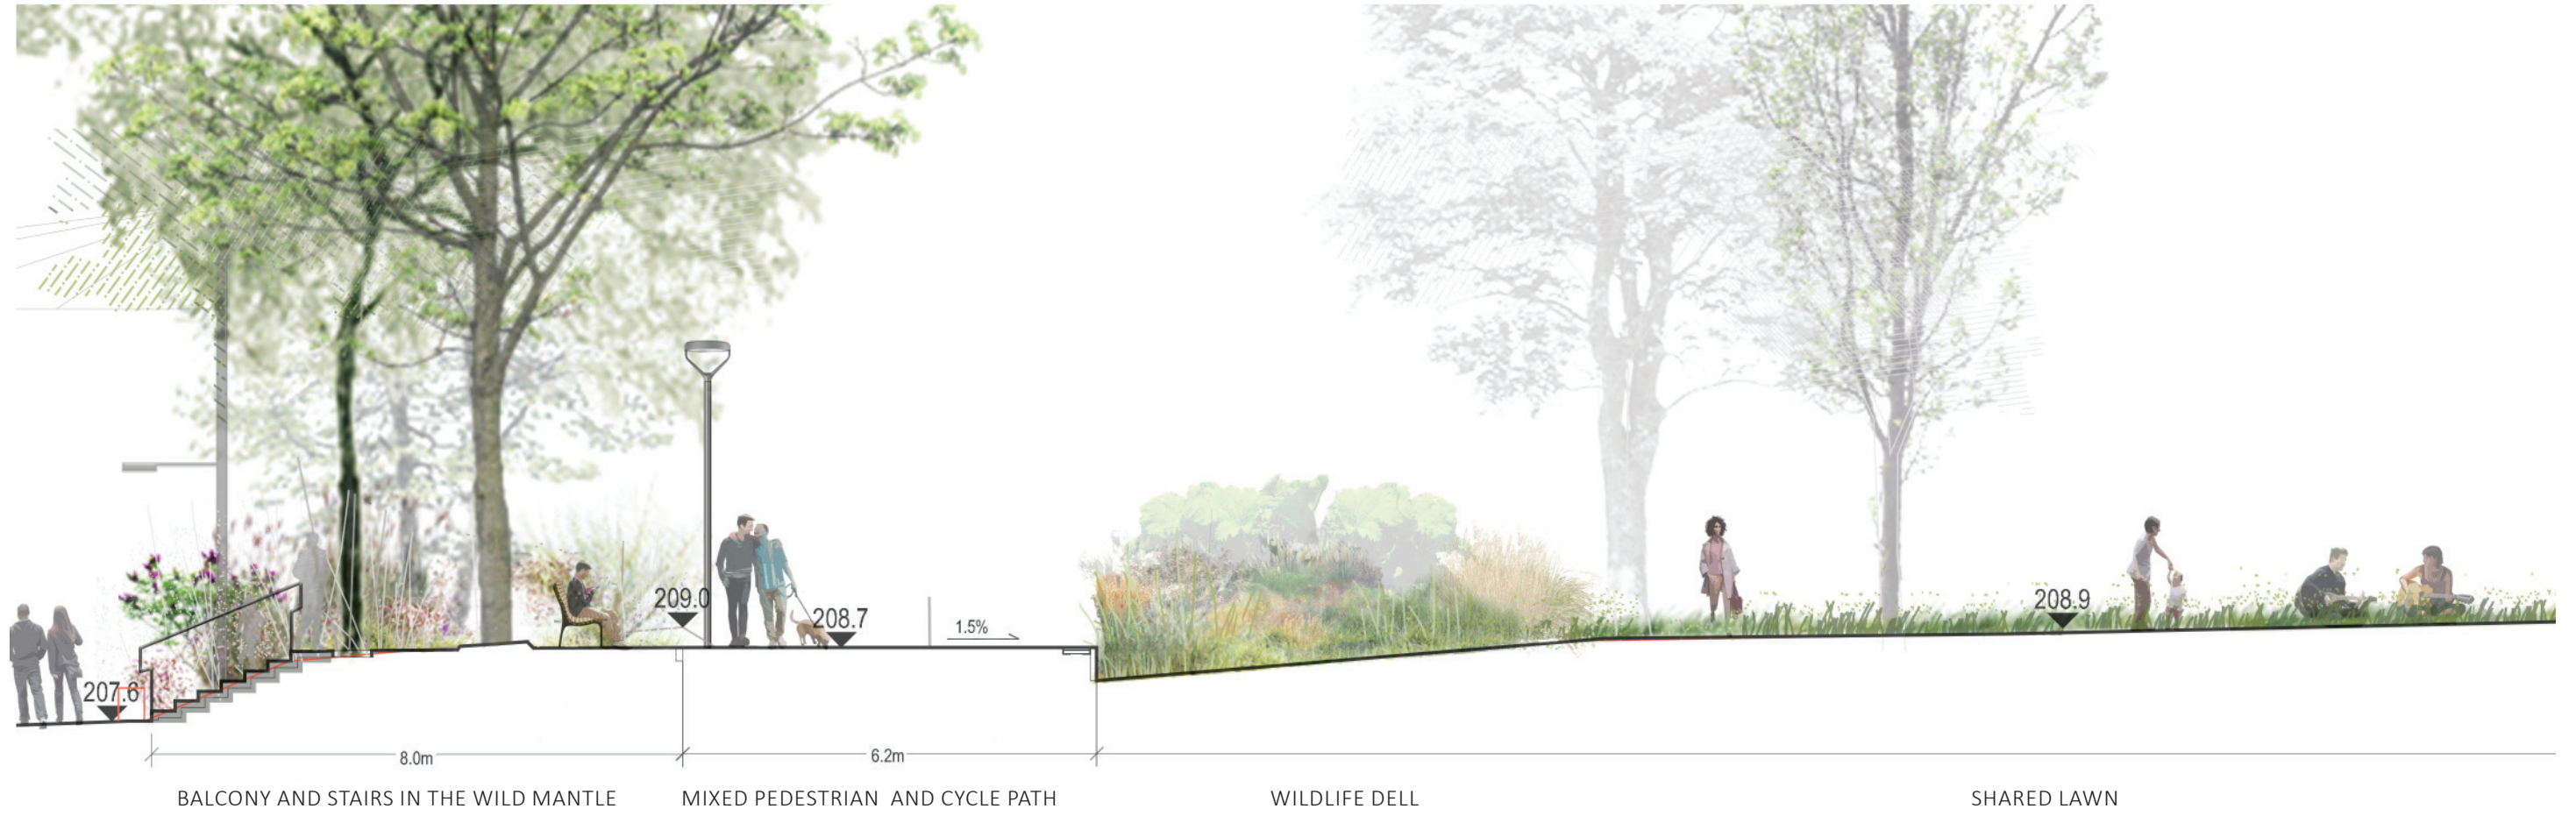 209.0
208.7
1.5%
208.9
207.6
8.0m
6.2m
BALCONY AND STAIRS IN THE WILD MANTLE
MIXED PEDESTRIAN AND CYCLE PATH
WILDLIFE DELL
SHARED LAWN